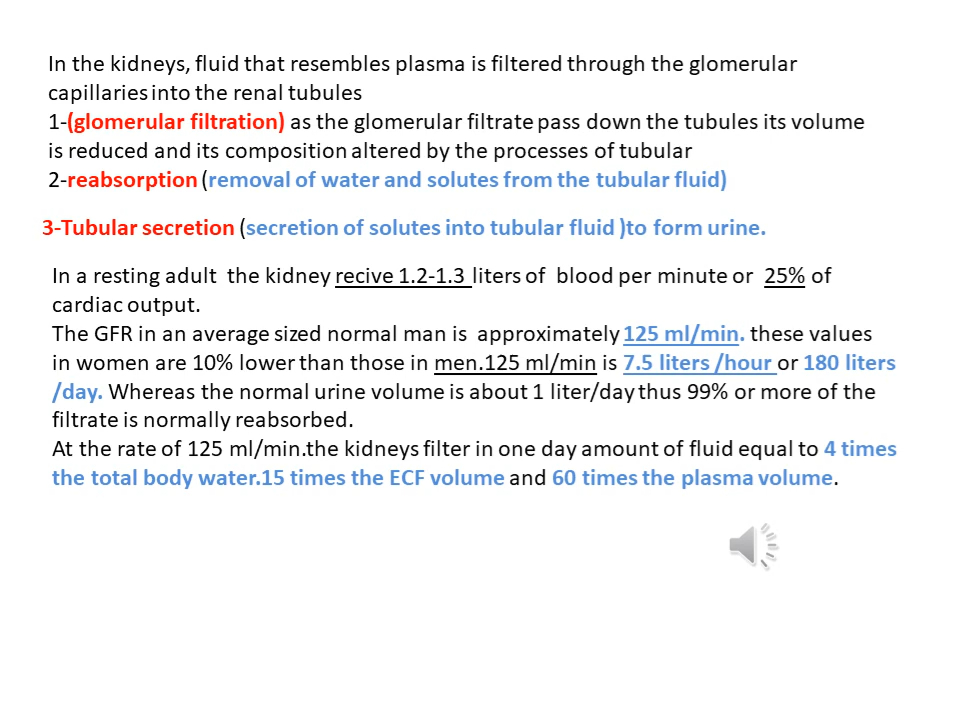 In the kidneys, fluid that resembles plasma is filtered through the glomerular
capillaries into the renal tubules
1-(glomerular filtration) as the glomerular filtrate pass down the tubules its volume
is reduced and its composition altered by the processes of tubular
2-reabsorption (removal of water and solutes from the tubular fluid)
3-Tubular secretion (secretion of solutes into tubular fluid )to form urine.
In a resting adult  the kidney recive 1.2-1.3 liters of  blood per minute or  25% of
cardiac output.
The GFR in an average sized normal man is  approximately 125 ml/min. these values
in women are 10% lower than those in men.125 ml/min is 7.5 liters /hour or 180 liters
/day. Whereas the normal urine volume is about 1 liter/day thus 99% or more of the
filtrate is normally reabsorbed.
At the rate of 125 ml/min.the kidneys filter in one day amount of fluid equal to 4 times
the total body water.15 times the ECF volume and 60 times the plasma volume.